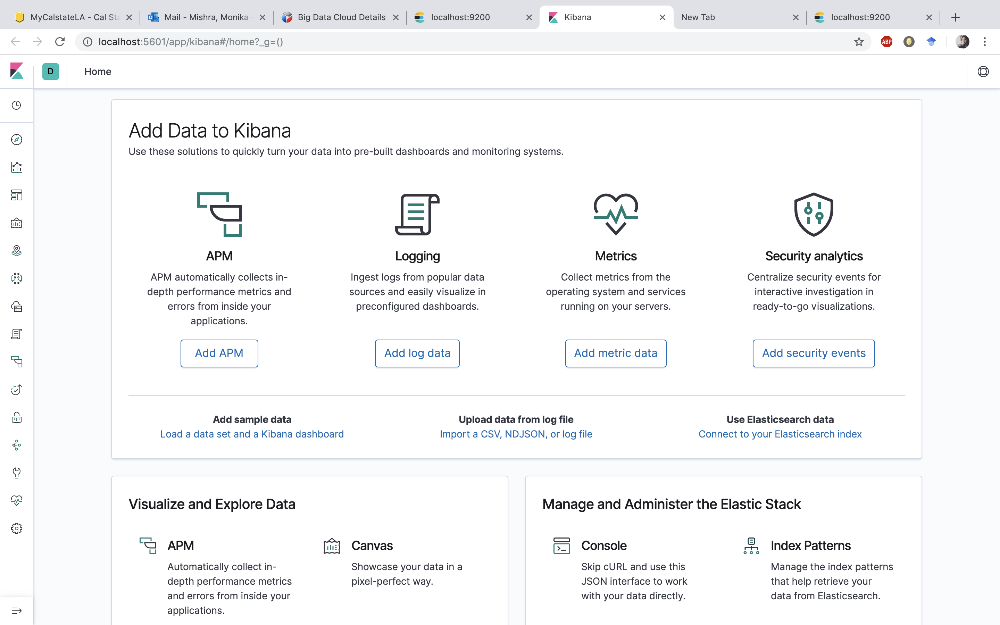 MyCalstateLA - Cal Sta
Mail - Mishra, Monika -
Big Data Cloud Details
localhost:9200
Kibana
New Tab
localhost:9200
localhost:5601/app/kibana#/home?_g=()
ABP
D
Home
Add Data to Kibana
Use these solutions to quickly turn your data into pre-built dashboards and monitoring systems.
APM
APM automatically collects in-
depth performance metrics and
errors from inside your
applications.
Add APM
Logging
Ingest logs from popular data
sources and easily visualize in
preconfigured dashboards.
Add log data
Metrics
Collect metrics from the
operating system and services
running on your servers.
Add metric data
Security analytics
Centralize security events for
interactive investigation in
ready-to-go visualizations.
Add security events
Add sample data
Load a data set and a Kibana dashboard
Upload data from log file
Import a CSV, NDJSON, or log file
Use Elasticsearch data
Connect to your Elasticsearch index
Visualize and Explore Data
APM
Automatically collect in-
depth performance metrics
and errors from inside your
applications.
Canvas
Showcase your data in a
pixel-perfect way.
Manage and Administer the Elastic Stack
Console
Skip cURL and use this
JSON interface to work
with your data directly.
Index Patterns
Manage the index patterns
that help retrieve your
data from Elasticsearch.